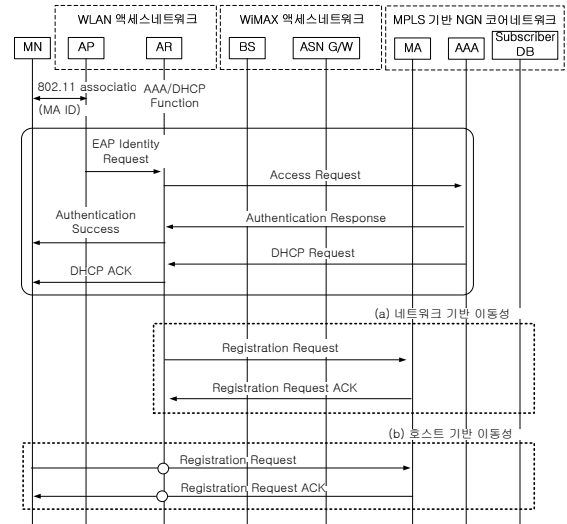 WLAN 액세스네트워크
WiMAX 액세스네트워크
MPLS 기반 NGN 코어네트워크
MN
AP
AR
BS
ASN G/W
MA
AAA
Subscriber
DB
802.11 associatic
(MA ID)
AAA/DHCP
Function
EAP Identity
Request
Access Request
Authentication
Success
Authentication Response
DHCP Request
DHCP ACK
(a) 네트워크 기반 이동성
Registration Request
Registration Request ACK
(b) 호스트 기반 이동성
Registration Request
Registration Request ACK